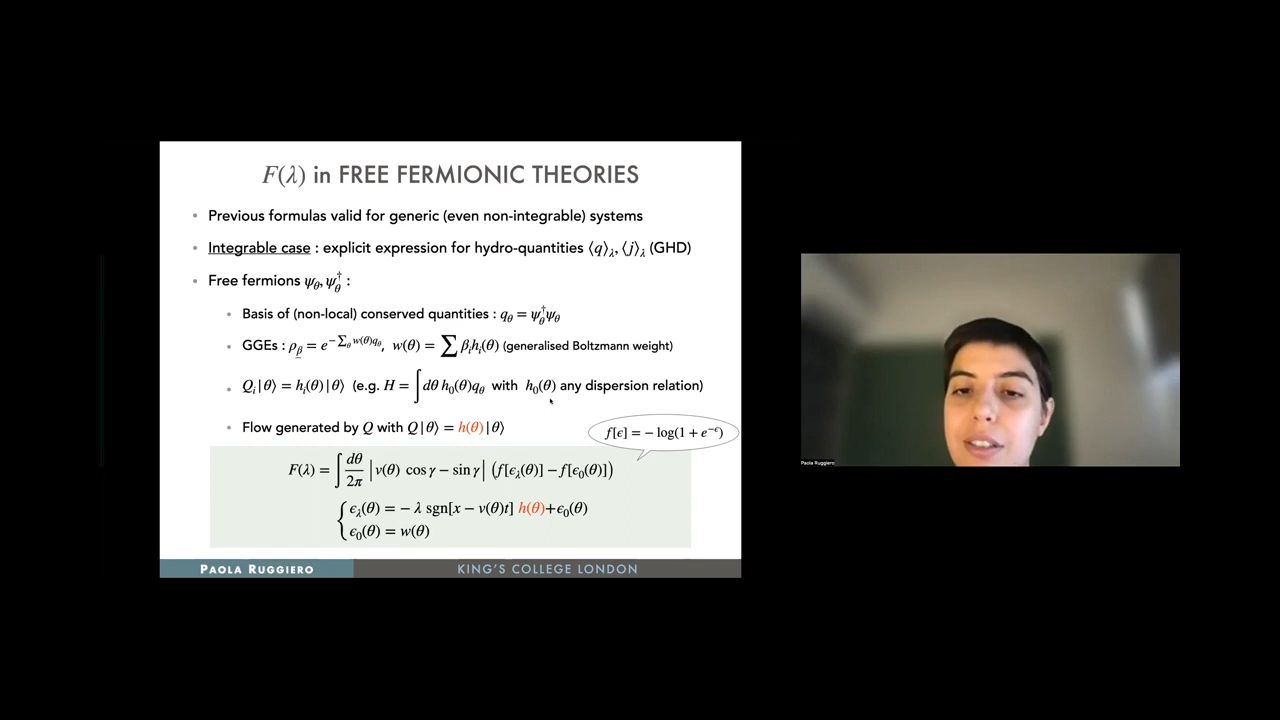 F(λ) in FREE FERMIONIC THEORIES
• Previous formulas valid for generic (even non-integrable) systems
• Integrable case : explicit expression for hydro-quantities ⟨q⟩_λ, ⟨j⟩_λ (GHD)
• Free fermions ψ_θ, ψ_θ^† :
• Basis of (non-local) conserved quantities : q_θ = ψ_θ^† ψ_θ
• GGEs : ρ_β = e^{−∑_θ w(θ)q_θ}, w(θ) = ∑ β_i h_i(θ) (generalised Boltzmann weight)
• Q_i|θ⟩ = h_i(θ)|θ⟩ (e.g. H = ∫ dθ h_0(θ)q_θ with h_0(θ) any dispersion relation)
• Flow generated by Q with Q|θ⟩ = h(θ)|θ⟩
f[ϵ] = − log(1 + e^{−ϵ})
F(λ) = ∫ dθ/2π |v(θ) cos γ − sin γ| (f[ϵ_λ(θ)] − f[ϵ_0(θ)])
{ ϵ_λ(θ) = − λ sgn[x − v(θ)t] h(θ)+ϵ_0(θ)
ϵ_0(θ) = w(θ)
PAOLA RUGGIERO KING'S COLLEGE LONDON
Paola Ruggiero